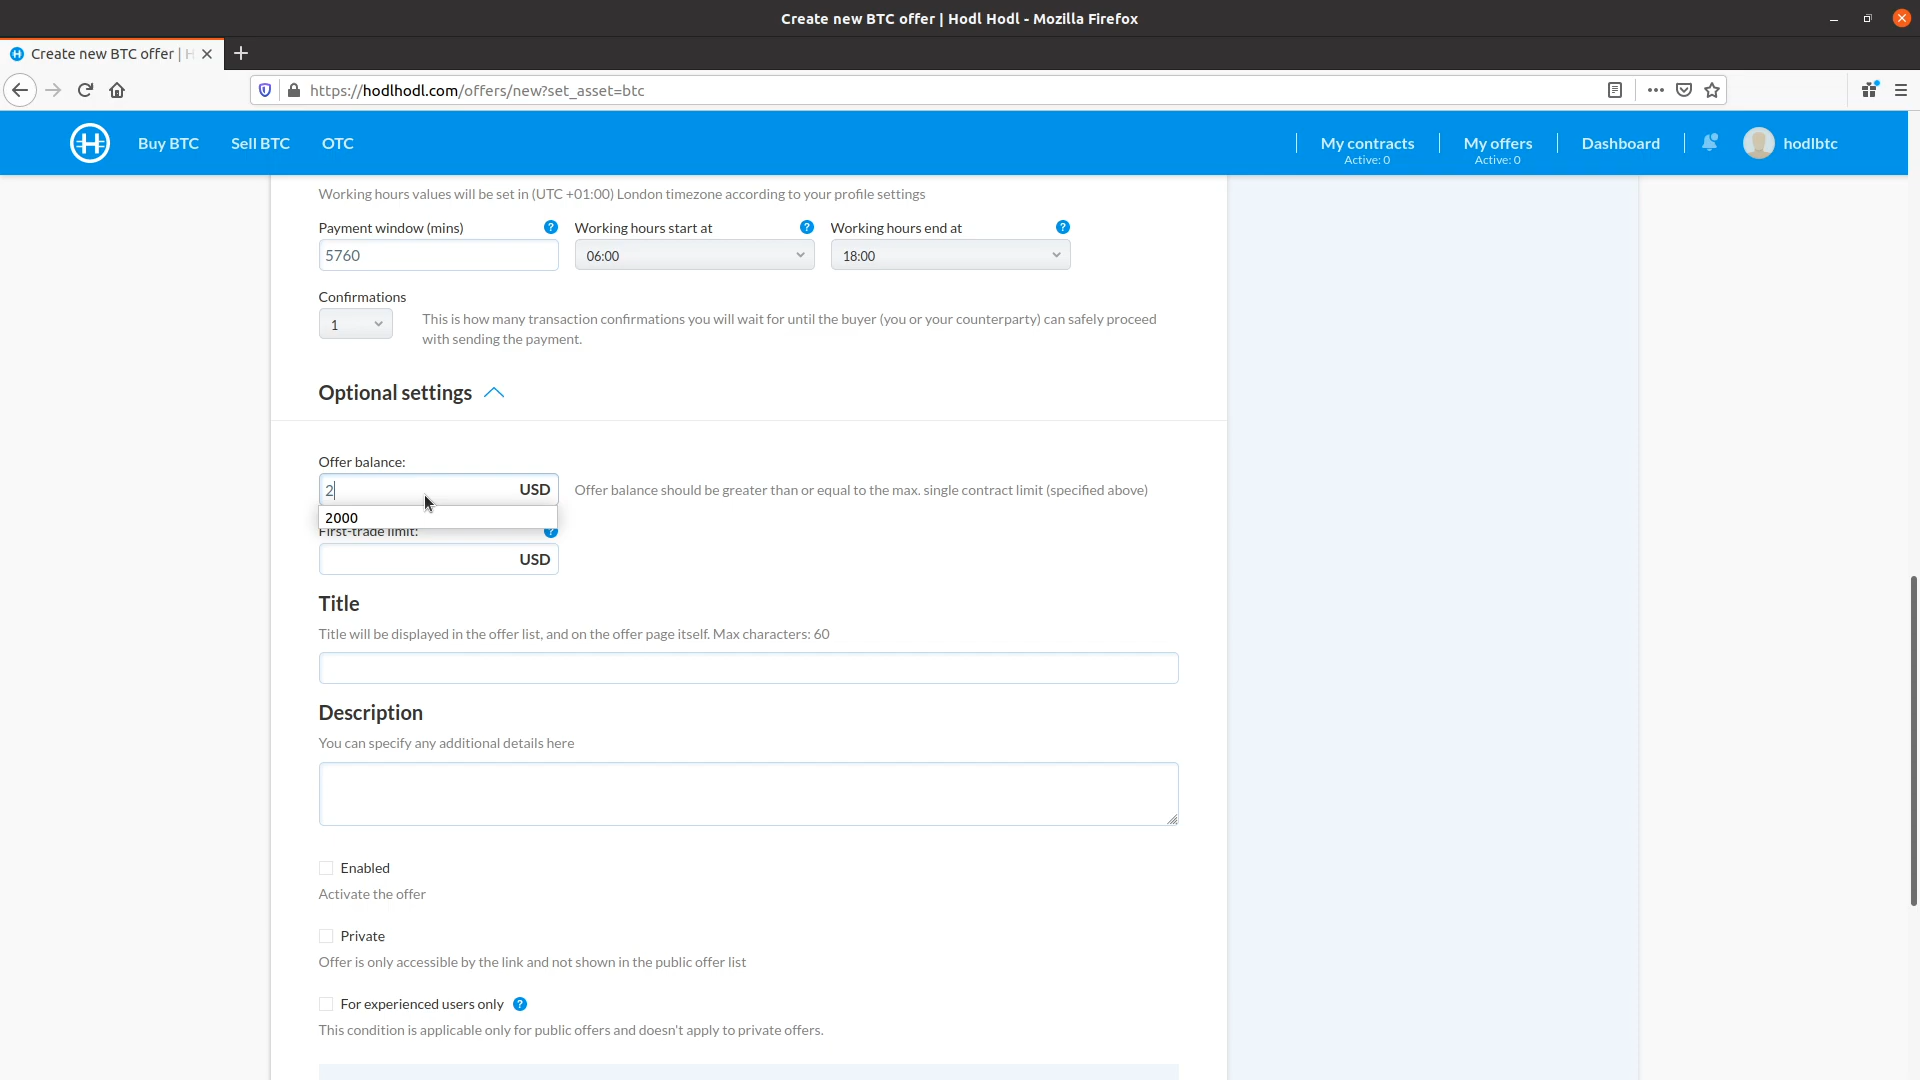 Create new BTC offer | Hodl Hodl - Mozilla Firefox
Create new BTC offer | H
https://hodlhodl.com/offers/new?set_asset=btc
Buy BTC
Sell BTC
OTC
My contracts
Active: 0
My offers
Active: 0
Dashboard
hodlbtc
Working hours values will be set in (UTC +01:00) London timezone according to your profile settings
Payment window (mins) ?
Working hours start at ?
Working hours end at ?
5760
06:00
18:00
Confirmations
1
This is how many transaction confirmations you will wait for until the buyer (you or your counterparty) can safely proceed
with sending the payment.
Optional settings
Offer balance:
2 USD
Offer balance should be greater than or equal to the max. single contract limit (specified above)
2000
First-trade limit: ?
USD
Title
Title will be displayed in the offer list, and on the offer page itself. Max characters: 60
Description
You can specify any additional details here
Enabled
Activate the offer
Private
Offer is only accessible by the link and not shown in the public offer list
For experienced users only ?
This condition is applicable only for public offers and doesn't apply to private offers.